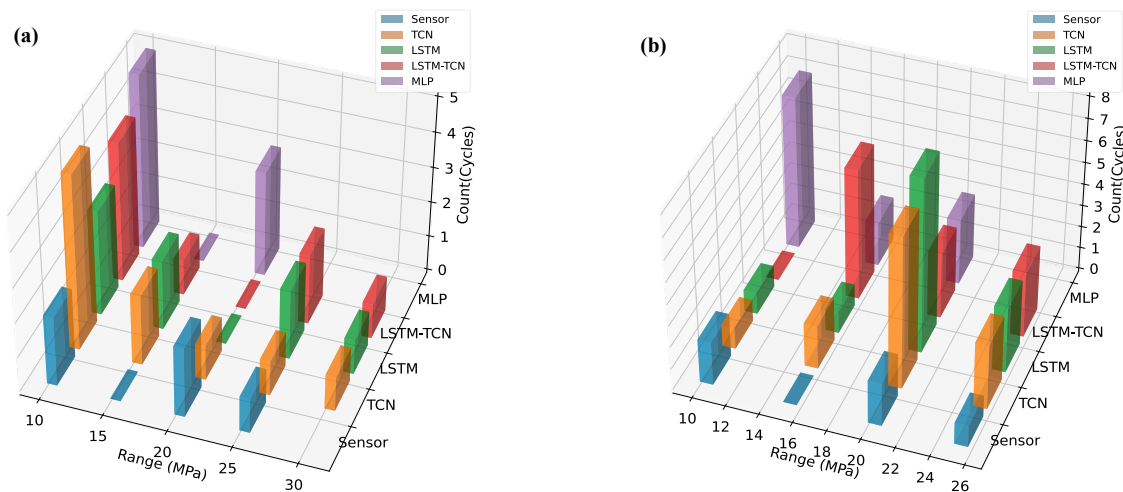 (a)
Sensor
TCN
LSTM
LSTM-TCN
MLP
5
4
3
2
1
0
Count(Cycles)
MLP
LSTM-TCN
LSTM
TCN
Sensor
10
15
20
25
30
Range (MPa)
(b)
Sensor
TCN
LSTM
LSTM-TCN
MLP
8
7
6
5
4
3
2
1
0
Count(Cycles)
MLP
LSTM-TCN
LSTM
TCN
Sensor
10
12
14
16
18
20
22
24
26
Range (MPa)